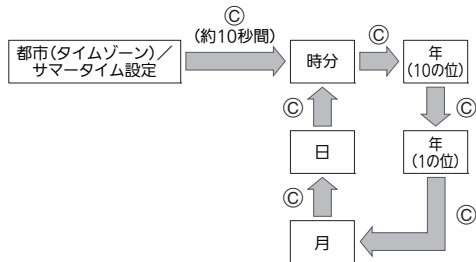 Ⓒ
(約10秒間)
都市(タイムゾーン)／
サマータイム設定
時分
Ⓒ
年
(10の位)
Ⓒ
年
(1の位)
Ⓒ
月
Ⓒ
日
Ⓒ